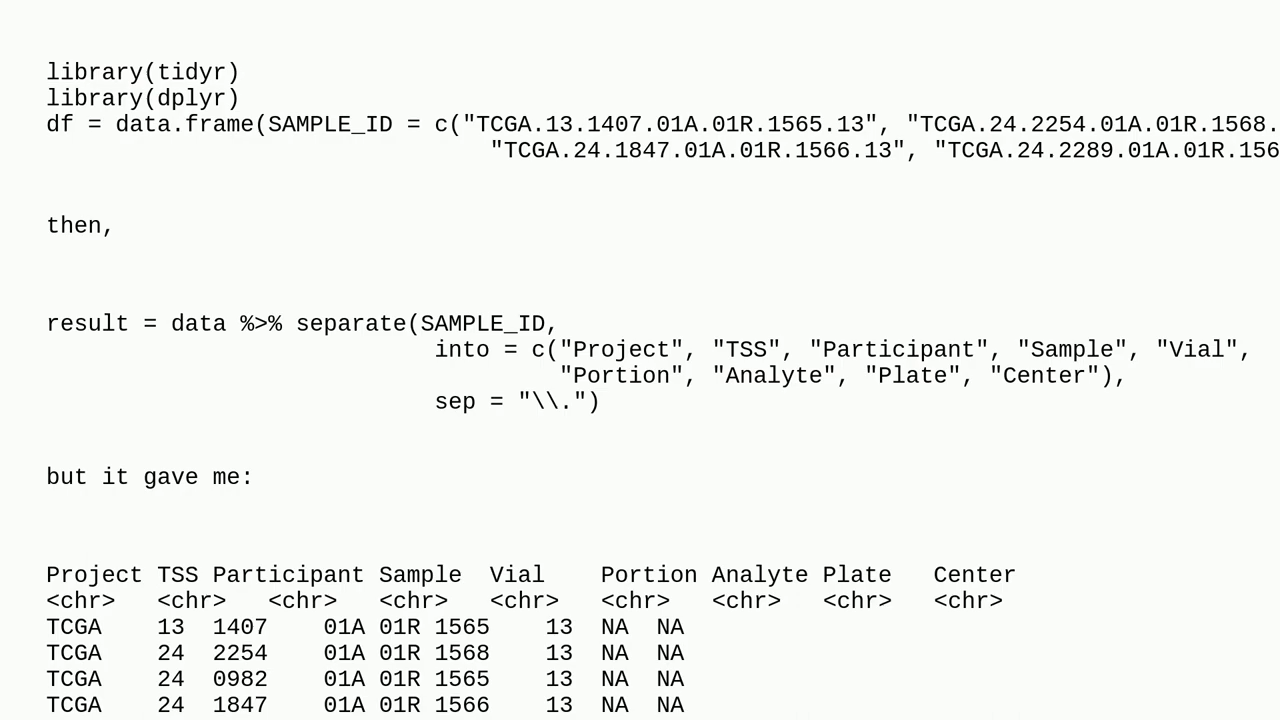 library(tidyr)
library(dplyr)
df = data.frame(SAMPLE_ID = c("TCGA.13.1407.01A.01R.1565.13", "TCGA.24.2254.01A.01R.1568.
"TCGA.24.1847.01A.01R.1566.13", "TCGA.24.2289.01A.01R.156
then,
result = data %>% separate(SAMPLE_ID,
into = c("Project", "TSS", "Participant", "Sample", "Vial",
"Portion", "Analyte", "Plate", "Center"),
sep = "\\.")
but it gave me:
Project TSS Participant Sample Vial Portion Analyte Plate Center
<chr> <chr> <chr> <chr> <chr> <chr> <chr> <chr> <chr>
TCGA 13 1407 01A 01R 1565 13 NA NA
TCGA 24 2254 01A 01R 1568 13 NA NA
TCGA 24 0982 01A 01R 1565 13 NA NA
TCGA 24 1847 01A 01R 1566 13 NA NA